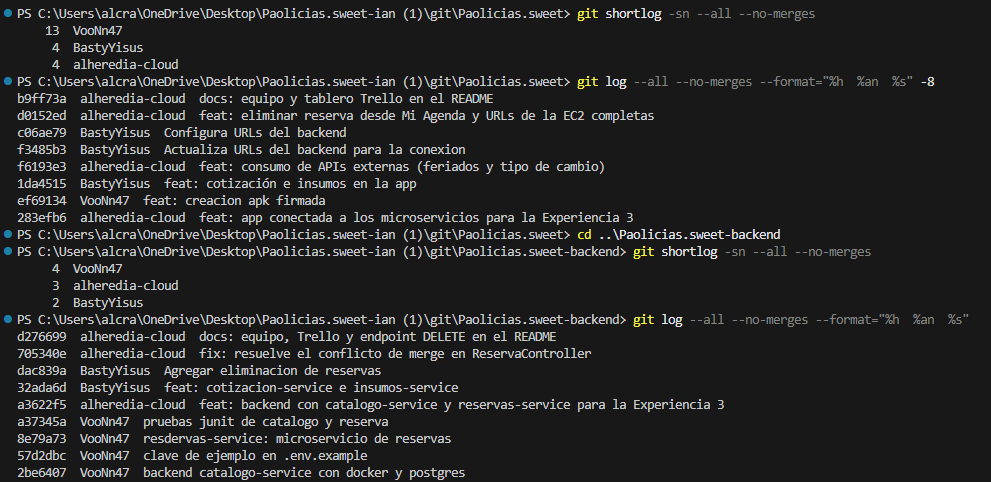 PS C:\Users\alcra\OneDrive\Desktop\Paolicias.sweet-ian (1)\git\Paolicias.sweet> git shortlog -sn --all --no-merges
13 VooNn47
4 BastyYisus
4 alheredia-cloud
PS C:\Users\alcra\OneDrive\Desktop\Paolicias.sweet-ian (1)\git\Paolicias.sweet> git log --all --no-merges --format="%h  %an  %s" -8
b9ff73a  alheredia-cloud  docs: equipo y tablero Trello en el README
d0152ed  alheredia-cloud  feat: eliminar reserva desde Mi Agenda y URLs de la EC2 completas
c06ae79  BastyYisus  Configura URLs del backend
f3485b3  BastyYisus  Actualiza URLs del backend para la conexion
f6193e3  alheredia-cloud  feat: consumo de APIs externas (feriados y tipo de cambio)
1da4515  BastyYisus  feat: cotización e insumos en la app
ef69134  VooNn47  feat: creacion apk firmada
283efb6  alheredia-cloud  feat: app conectada a los microservicios para la Experiencia 3
PS C:\Users\alcra\OneDrive\Desktop\Paolicias.sweet-ian (1)\git\Paolicias.sweet> cd ..\Paolicias.sweet-backend
PS C:\Users\alcra\OneDrive\Desktop\Paolicias.sweet-ian (1)\git\Paolicias.sweet-backend> git shortlog -sn --all --no-merges
4 VooNn47
3 alheredia-cloud
2 BastyYisus
PS C:\Users\alcra\OneDrive\Desktop\Paolicias.sweet-ian (1)\git\Paolicias.sweet-backend> git log --all --no-merges --format="%h  %an  %s"
d276699  alheredia-cloud  docs: equipo, Trello y endpoint DELETE en el README
705340e  alheredia-cloud  fix: resuelve el conflicto de merge en ReservaController
dac839a  BastyYisus  Agregar eliminacion de reservas
32ada6d  BastyYisus  feat: cotizacion-service e insumos-service
a3622f5  alheredia-cloud  feat: backend con catalogo-service y reservas-service para la Experiencia 3
a37345a  VooNn47  pruebas junit de catalogo y reserva
8e79a73  VooNn47  resdervas-service: microservicio de reservas
57d2dbc  VooNn47  clave de ejemplo en .env.example
2be6407  VooNn47  backend catalogo-service con docker y postgres